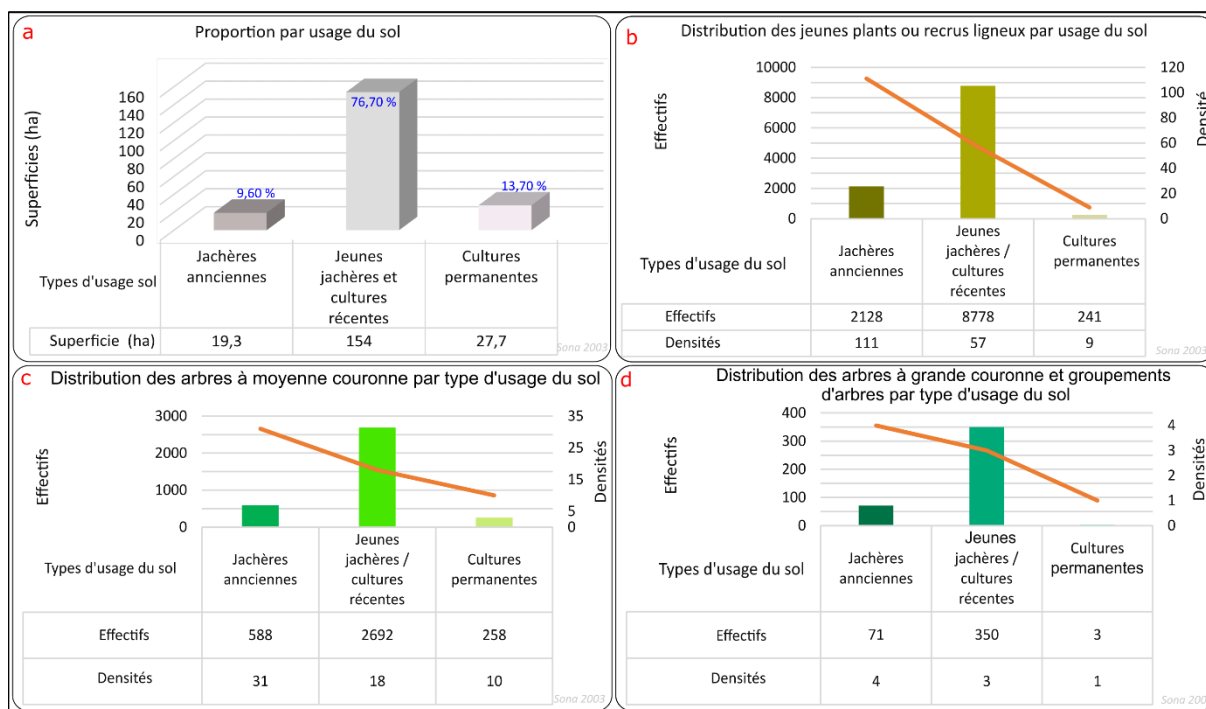 a
Proportion par usage du sol
Superficies (ha)
160
140
120
100
80
60
40
20
0
9,60 %
76,70 %
13,70 %
Types d'usage sol
Jachères
annciennes
Jeunes
jachères et
cultures
récentes
Cultures
permanentes
Superficie (ha) 19,3 154 27,7
Sona 2003
b
Distribution des jeunes plants ou recrus ligneux par usage du sol
Effectifs
10000
8000
6000
4000
2000
0
120
100
80
60
40
20
0
Densité
Types d'usage du sol
Jachères
annciennes
Jeunes
jachères /
cultures
récentes
Cultures
permanentes
Effectifs 2128 8778 241
Densités 111 57 9
Sona 2003
c
Distribution des arbres à moyenne couronne par type d'usage du sol
Effectifs
3000
2000
1000
0
35
25
15
5
0
Densités
Types d'usage du sol
Jachères
annciennes
Jeunes
jachères /
cultures
récentes
Cultures
permanentes
Effectifs 588 2692 258
Densités 31 18 10
Sona 2003
d
Distribution des arbres à grande couronne et groupements
d'arbres par type d'usage du sol
Effectifs
400
300
200
100
0
4
3
2
1
0
Densités
Types d'usage du sol
Jachères
annciennes
Jeunes
jachères /
cultures
récentes
Cultures
permanentes
Effectifs 71 350 3
Densités 4 3 1
Sona 200